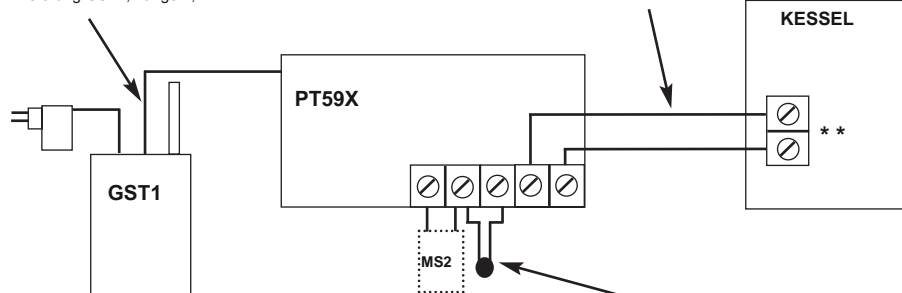 KESSEL
PT59X
* *
GST1
MS2